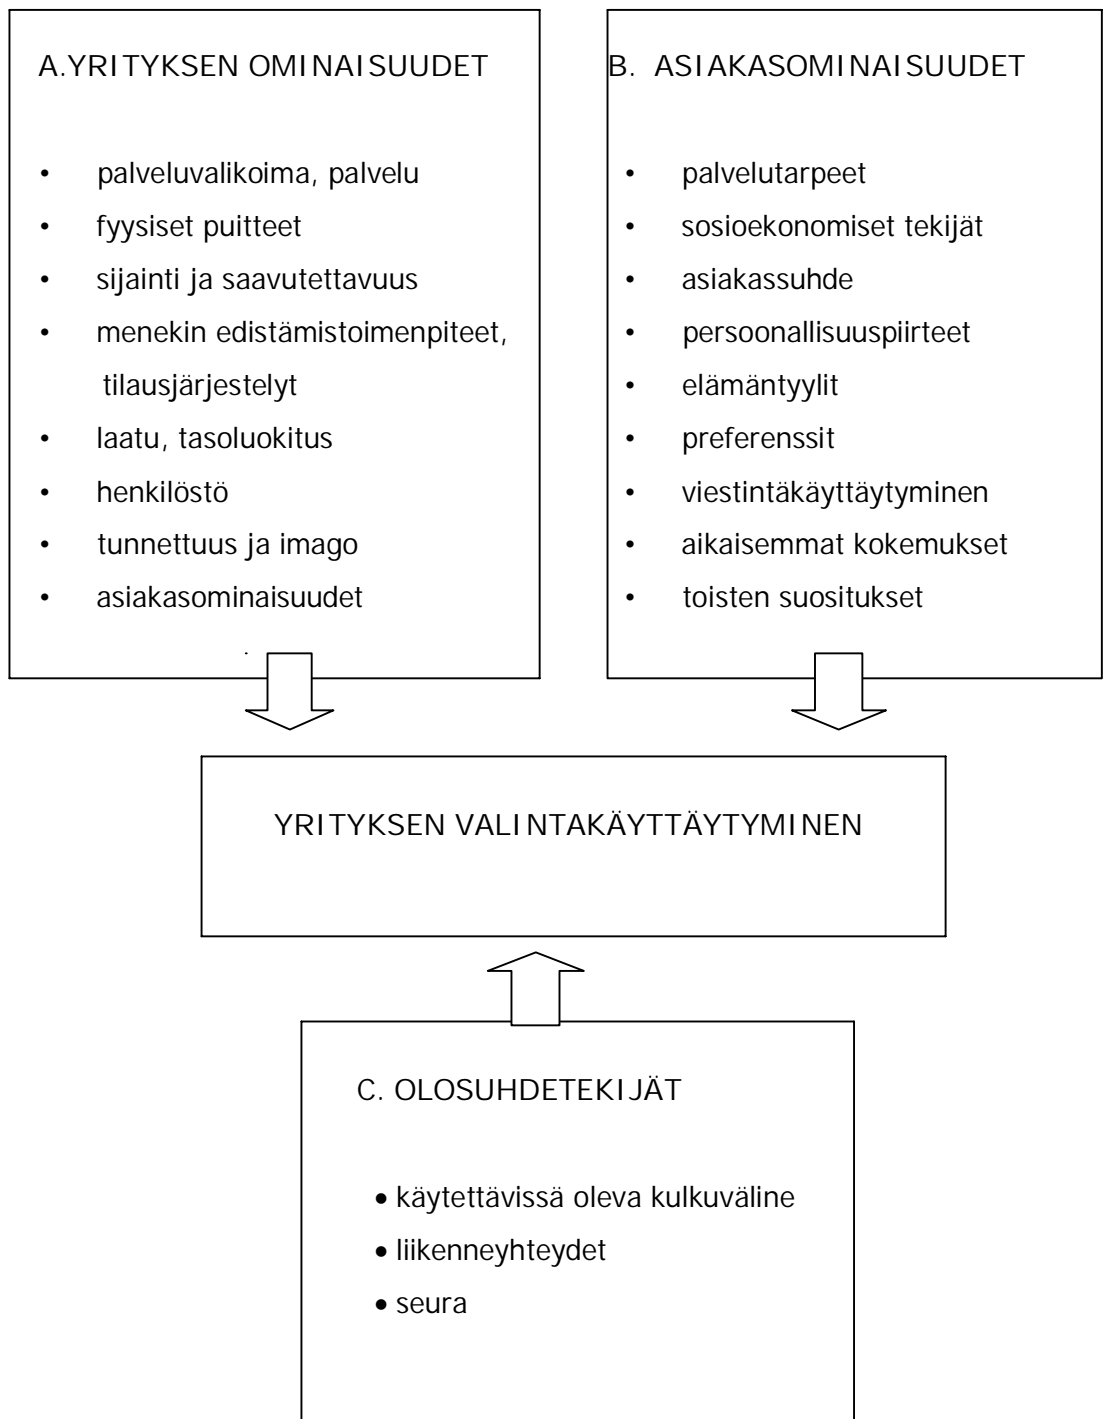 A.YRITYKSEN OMINAISUUDET
• palveluvalikoima, palvelu
• fyysiset puitteet
• sijainti ja saavutettavuus
• menekin edistämistoimenpiteet,
tilausjärjestelyt
• laatu, tasoluokitus
• henkilöstö
• tunnettuus ja imago
• asiakasominaisuudet
B. ASIAKASOMINAISUUDET
• palvelutarpeet
• sosioekonomiset tekijät
• asiakassuhde
• persoonallisuuspiirteet
• elämäntyylit
• preferenssit
• viestintäkäyttäytyminen
• aikaisemmat kokemukset
• toisten suositukset
YRITYKSEN VALINTAKÄYTTÄYTYMINEN
C. OLOSUHDETEKIJÄT
• käytettävissä oleva kulkuväline
• liikenneyhteydet
• seura